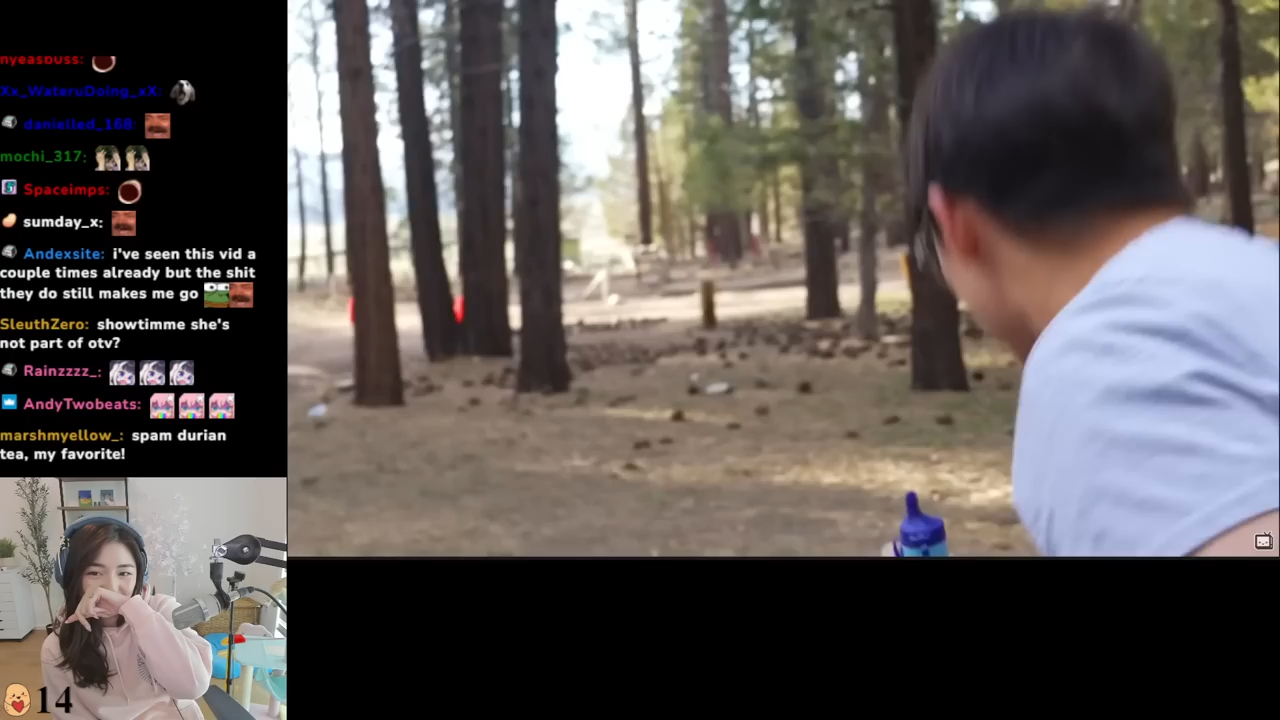 nyeasbuss:
Xx_WateruDoing_xX:
danielled_168:
mochi_317:
Spaceimps:
sumday_x:
Andexsite: i've seen this vid a
couple times already but the shit
they do still makes me go
SleuthZero: showtimme she's
not part of otv?
Rainzzzz_:
AndyTwobeats:
marshmyellow_: spam durian
tea, my favorite!
14